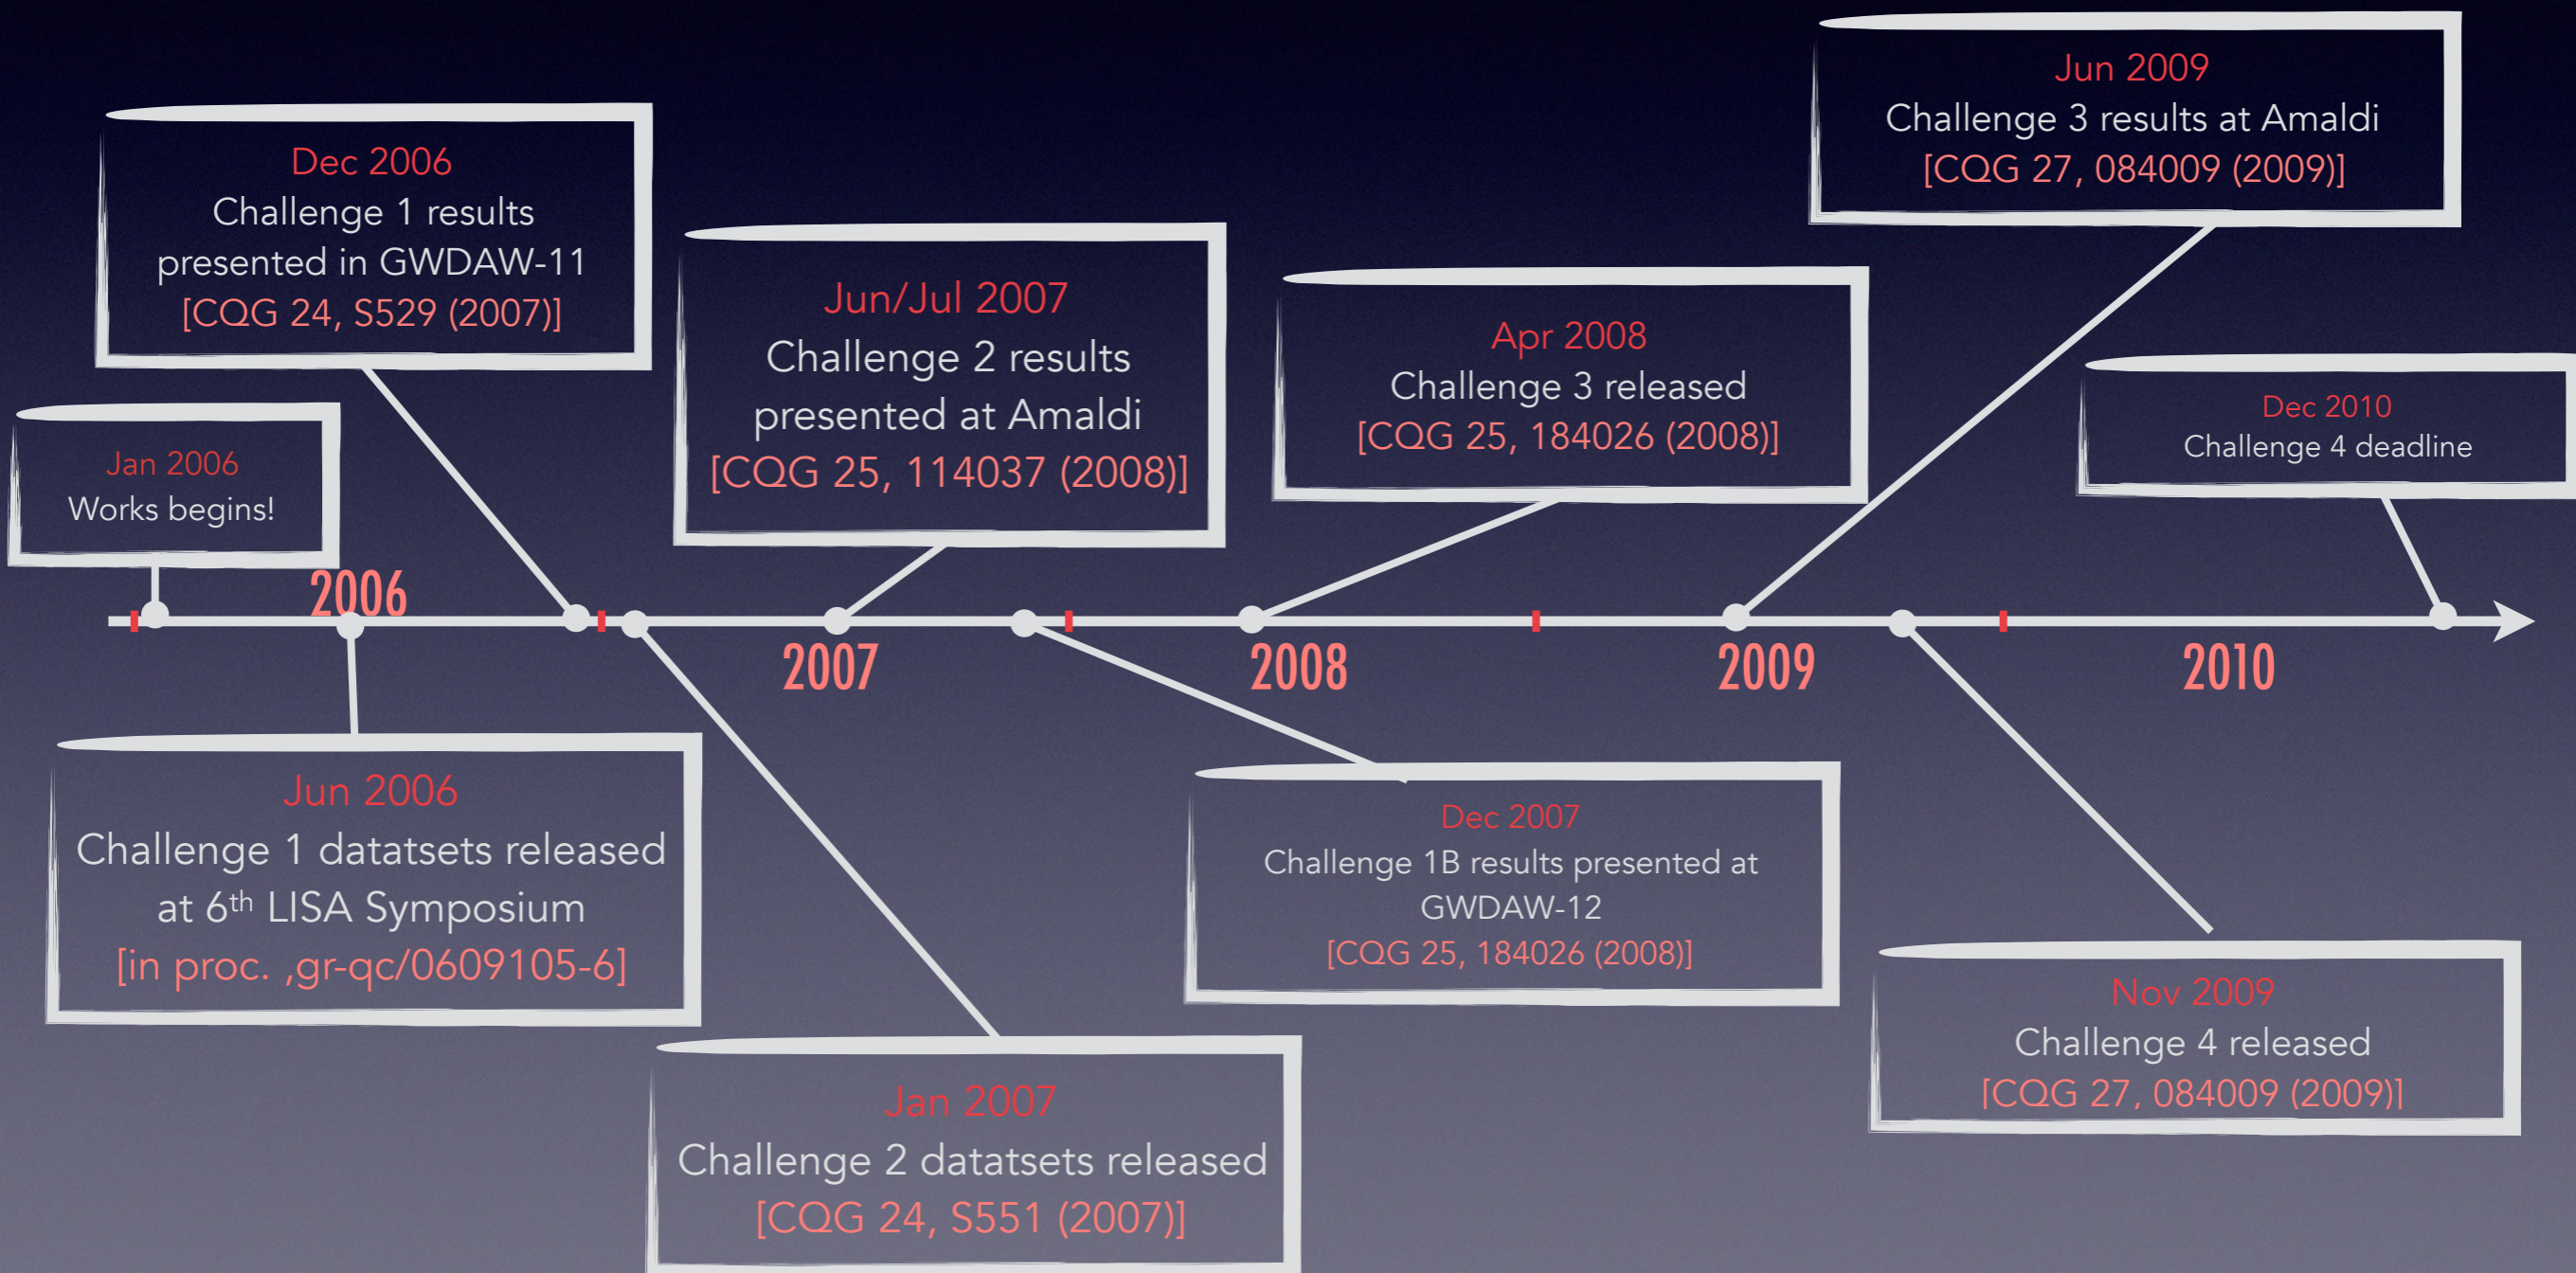 Jun 2009
Challenge 3 results at Amaldi
[CQG 27, 084009 (2009)]
Dec 2006
Challenge 1 results
presented in GWDAW-11
[CQG 24, S529 (2007)]
Jun/Jul 2007
Challenge 2 results
presented at Amaldi
[CQG 25, 114037 (2008)]
Apr 2008
Challenge 3 released
[CQG 25, 184026 (2008)]
Dec 2010
Challenge 4 deadline
Jan 2006
Works begins!
2006
2007
2008
2009
2010
Jun 2006
Challenge 1 datatsets released
at 6th LISA Symposium
[in proc. ,gr-qc/0609105-6]
Dec 2007
Challenge 1B results presented at
GWDAW-12
[CQG 25, 184026 (2008)]
Nov 2009
Challenge 4 released
[CQG 27, 084009 (2009)]
Jan 2007
Challenge 2 datatsets released
[CQG 24, S551 (2007)]